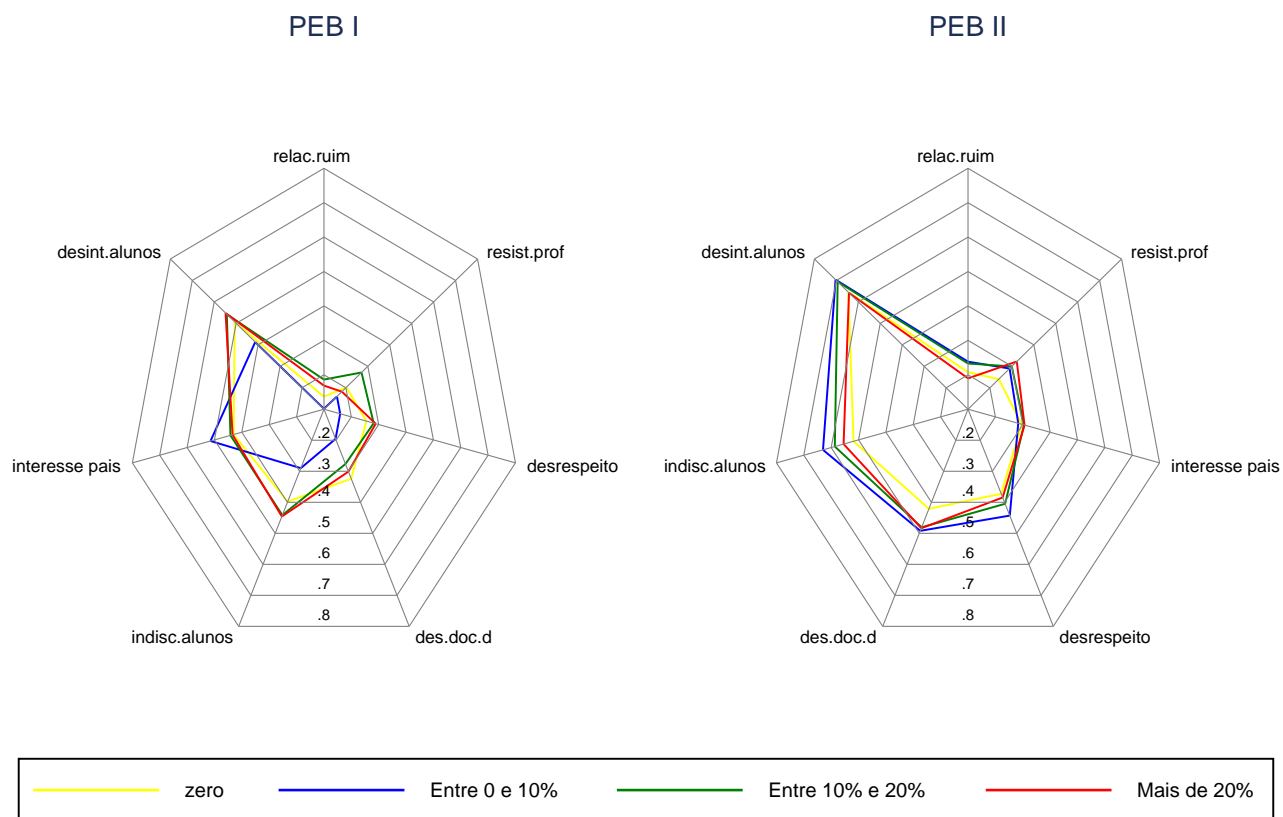 PEB I
PEB II
relac.ruim
desint.alunos
resist.prof
interesse pais
desrespeito
indisc.alunos
des.doc.d
.2
.3
.4
.5
.6
.7
.8
relac.ruim
desint.alunos
resist.prof
indisc.alunos
interesse pais
des.doc.d
desrespeito
.2
.3
.4
.5
.6
.7
.8
zero
Entre 0 e 10%
Entre 10% e 20%
Mais de 20%